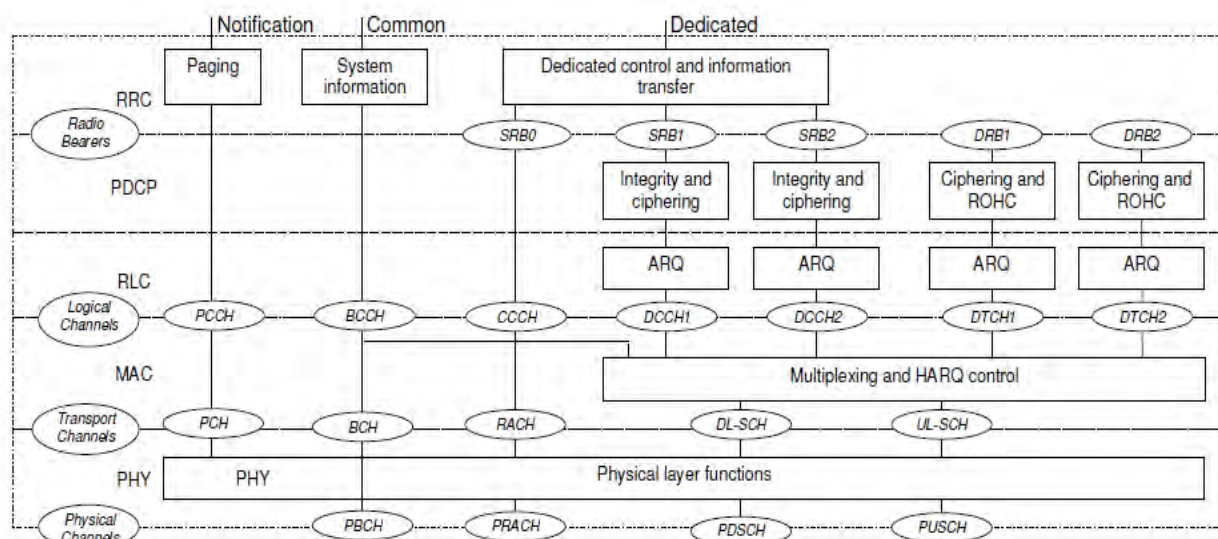 Notification
Common
Dedicated
Paging
System
information
Dedicated control and information
transfer
RRC
Radio
Bearers
SRB0
SRB1
SRB2
DRB1
DRB2
PDCP
Integrity and
ciphering
Integrity and
ciphering
Ciphering and
ROHC
Ciphering and
ROHC
RLC
ARQ
ARQ
ARQ
ARQ
Logical
Channels
PCCH
BCCH
CCCH
DCCH1
DCCH2
DTCH1
DTCH2
MAC
Multiplexing and HARQ control
Transport
Channels
PCH
BCH
RACH
DL-SCH
UL-SCH
PHY
PHY
Physical layer functions
Physical
Channels
PBCH
PRACH
PDSCH
PUSCH